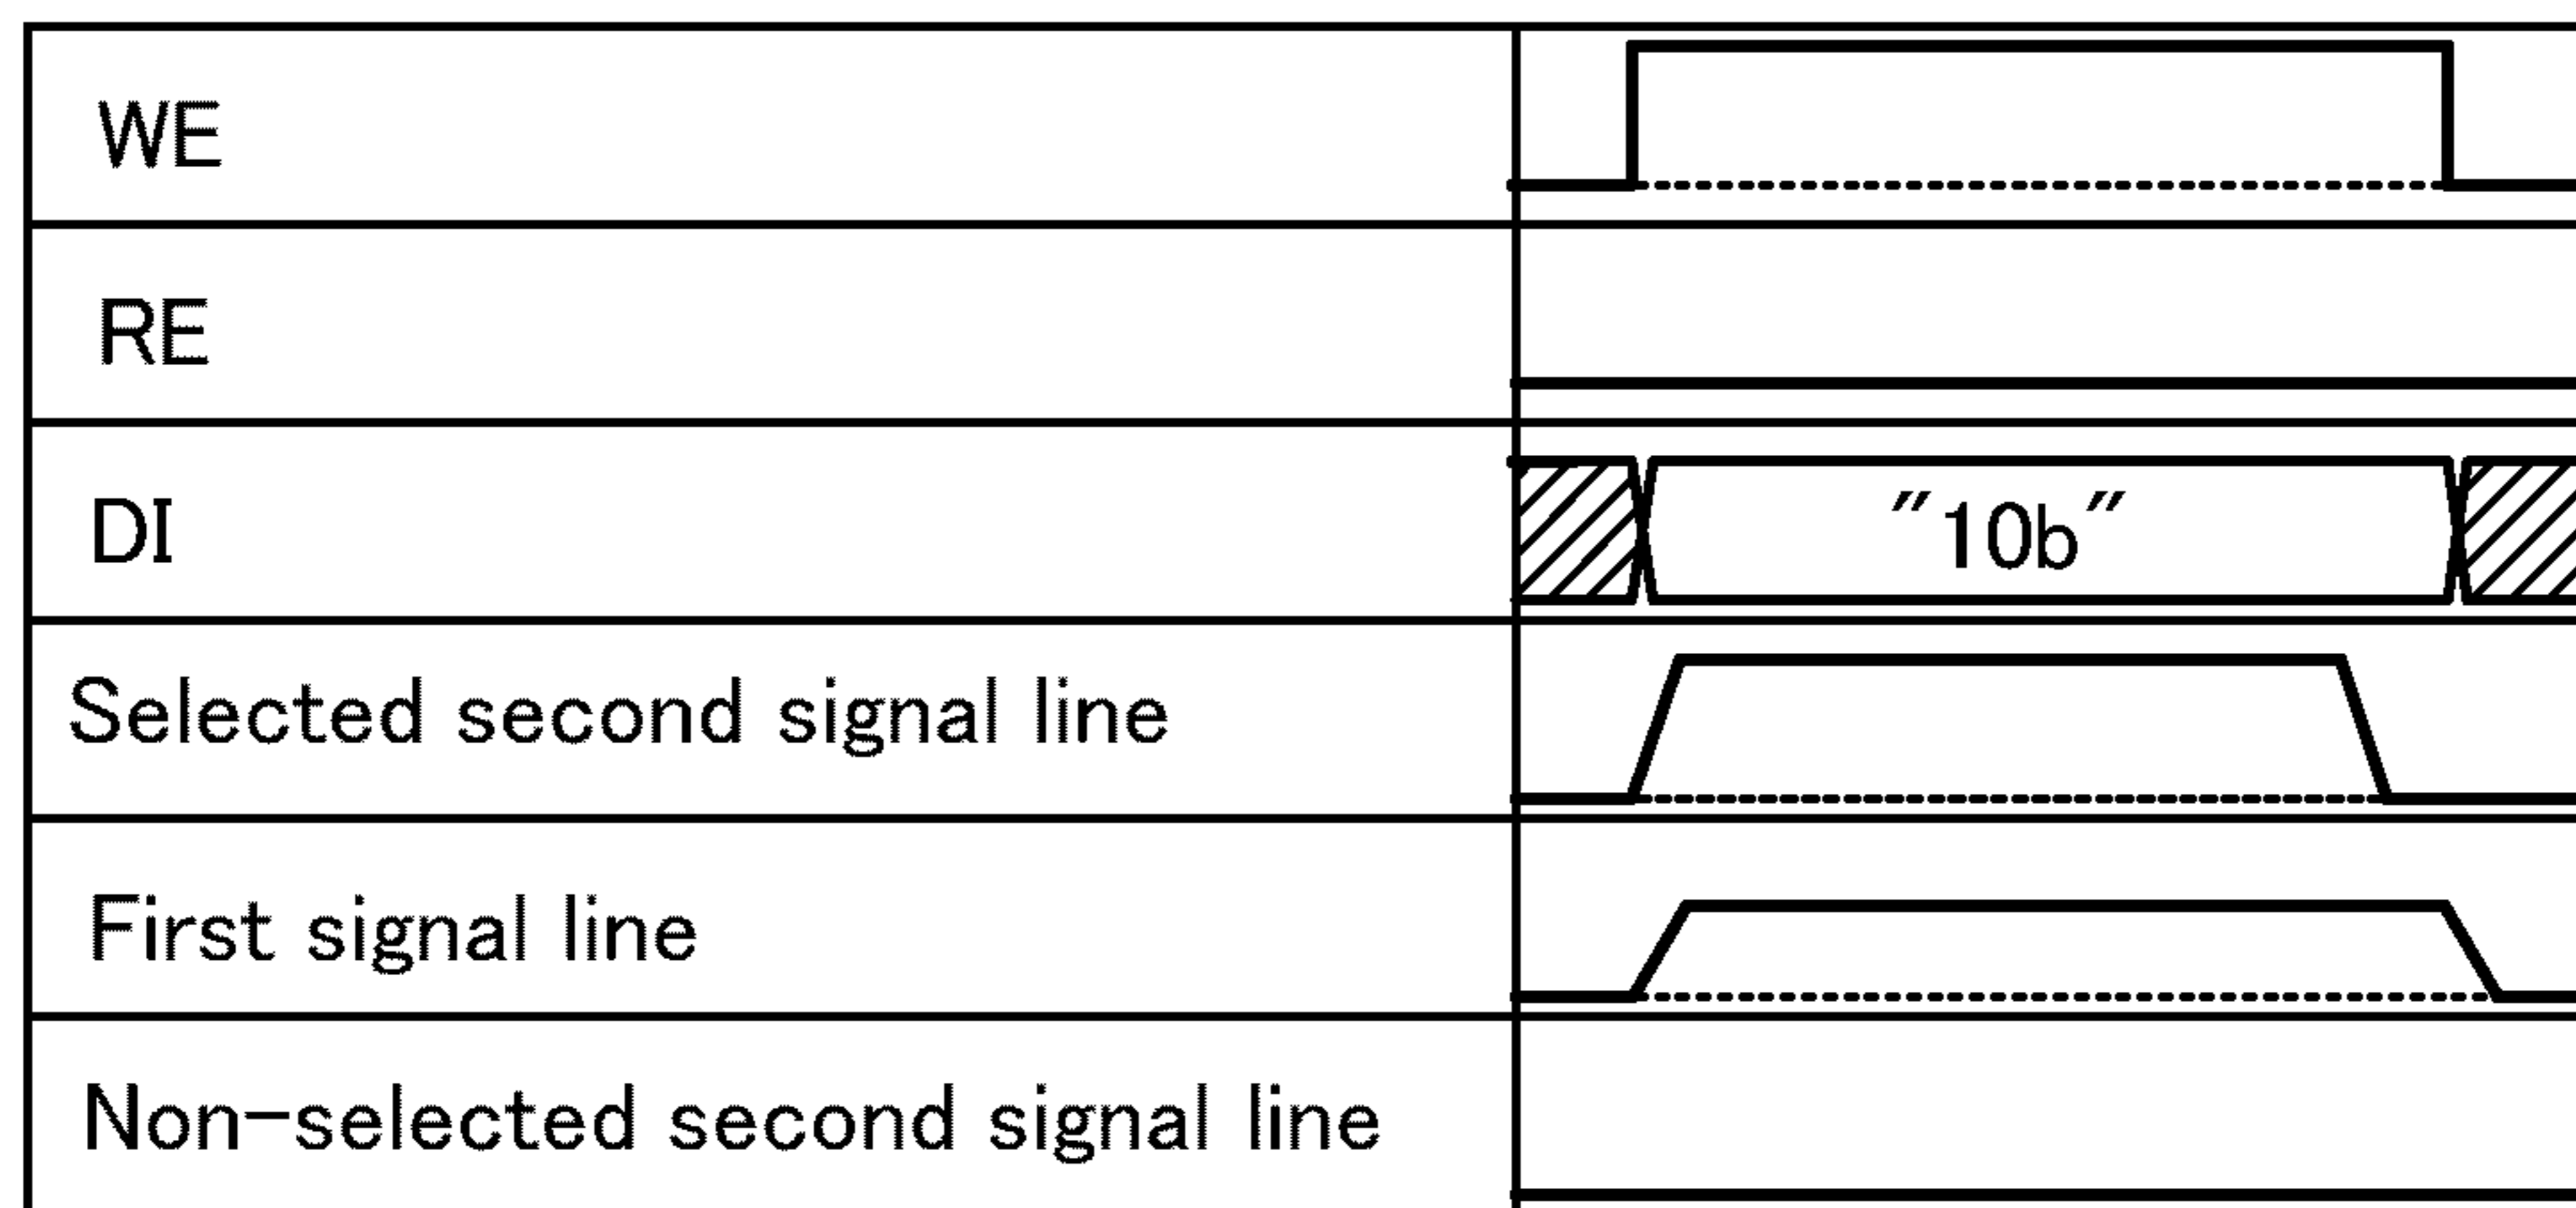 WE
RE
DI
"10b"
Selected second signal line
First signal line
Non-selected second signal line